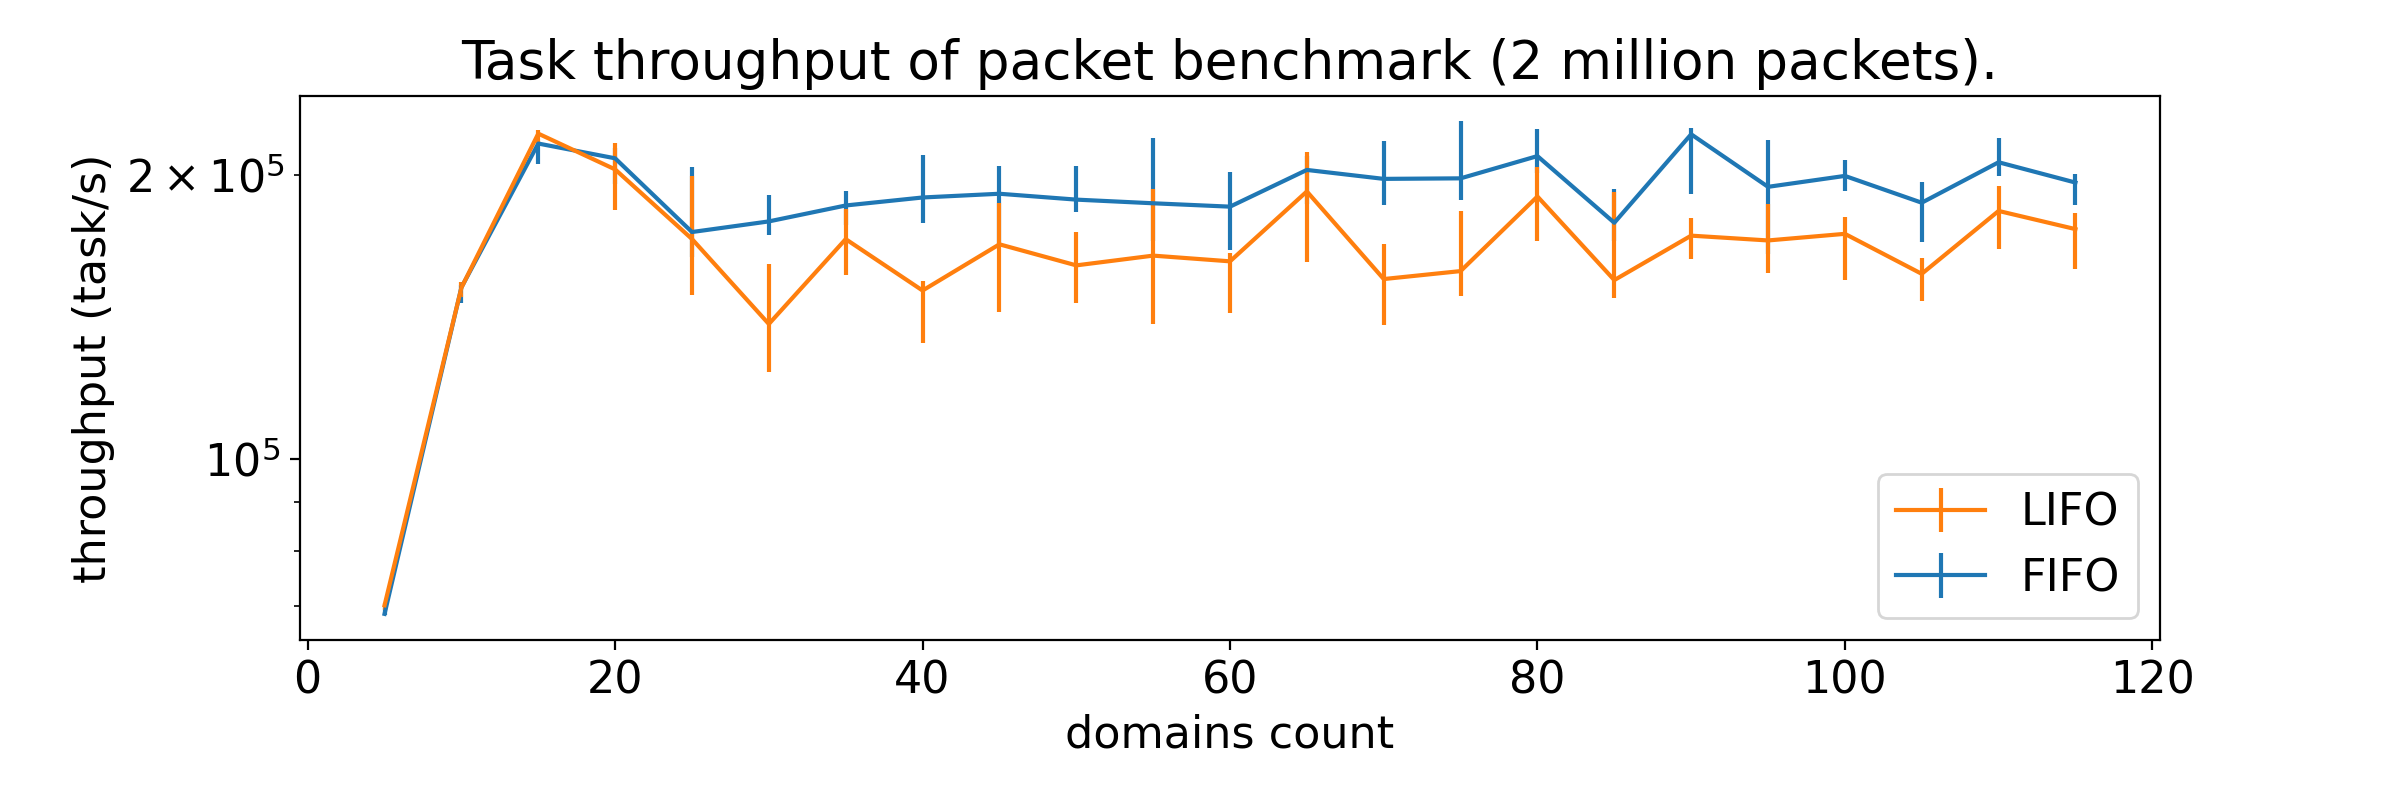 Task throughput of packet benchmark (2 million packets).
throughput (task/s)
2 × 10⁵
10⁵
LIFO
FIFO
0 20 40 60 80 100 120
domains count